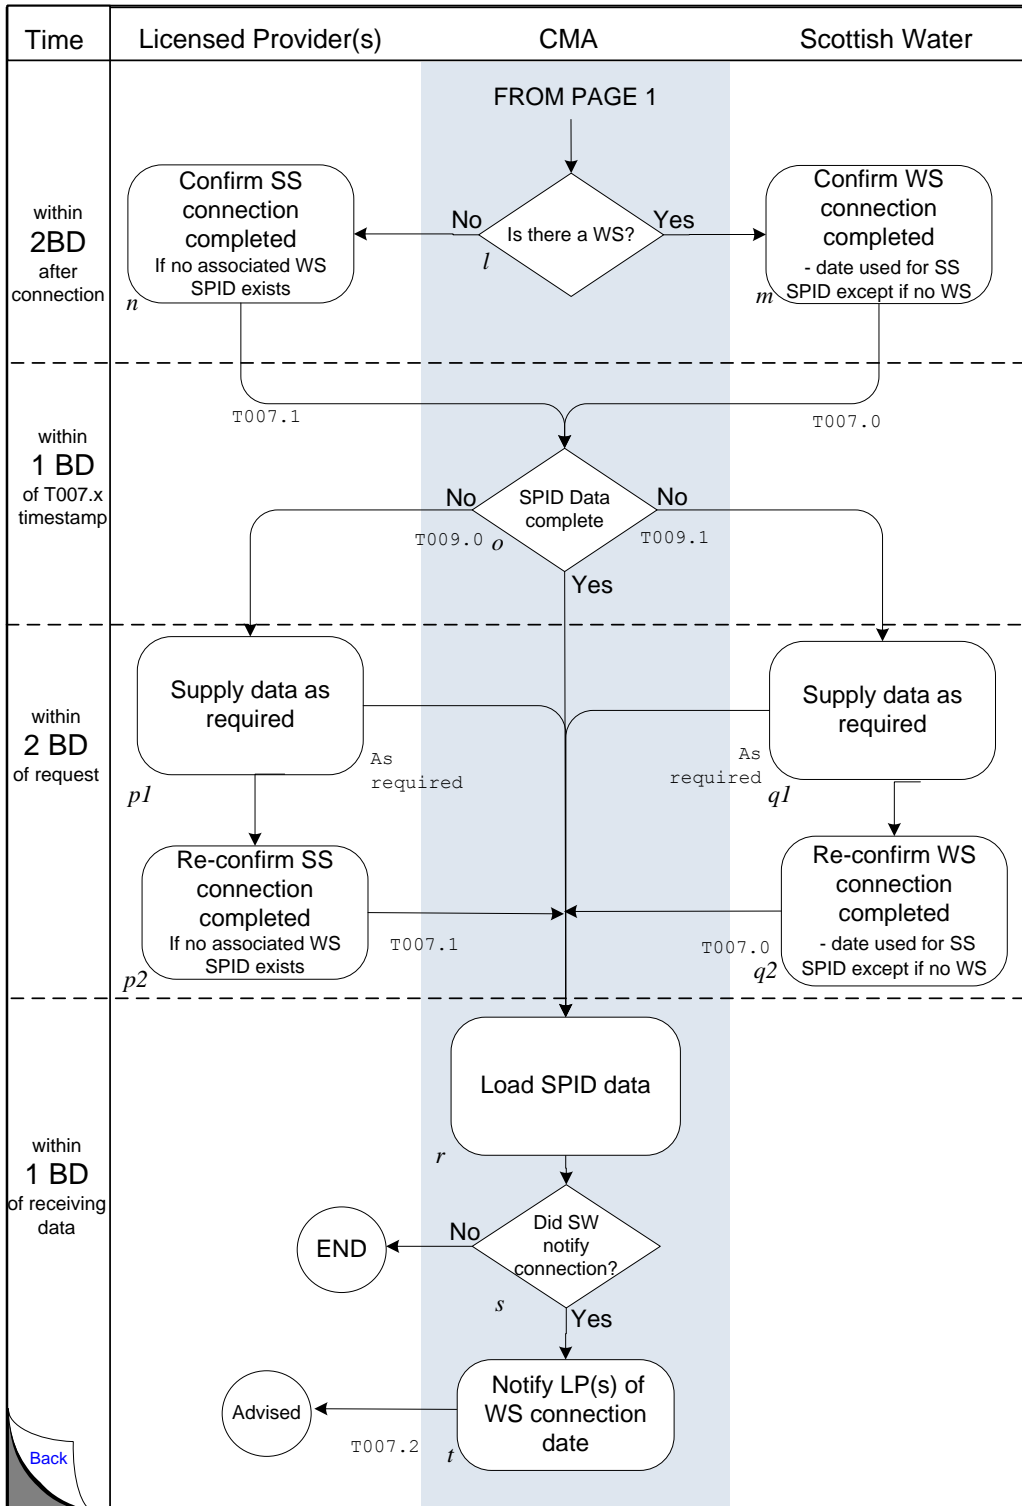 Time
Licensed Provider(s)
CMA
Scottish Water
FROM PAGE 1
within
2BD
after
connection
Confirm SS
connection
completed
If no associated WS
SPID exists
n
No
Is there a WS?
Yes
l
Confirm WS
connection
completed
- date used for SS
SPID except if no WS
m
T007.1
T007.0
within
1 BD
of T007.x
timestamp
No
SPID Data
complete
No
T009.0
o
T009.1
Yes
within
2 BD
of request
Supply data as
required
p1
As
required
Supply data as
required
As
required
q1
Re-confirm SS
connection
completed
If no associated WS
SPID exists
p2
T007.1
Re-confirm WS
connection
completed
- date used for SS
SPID except if no WS
T007.0
q2
within
1 BD
of receiving
data
Load SPID data
r
Did SW
notify
connection?
No
END
s
Yes
Notify LP(s) of
WS connection
date
Advised
T007.2
t
Back